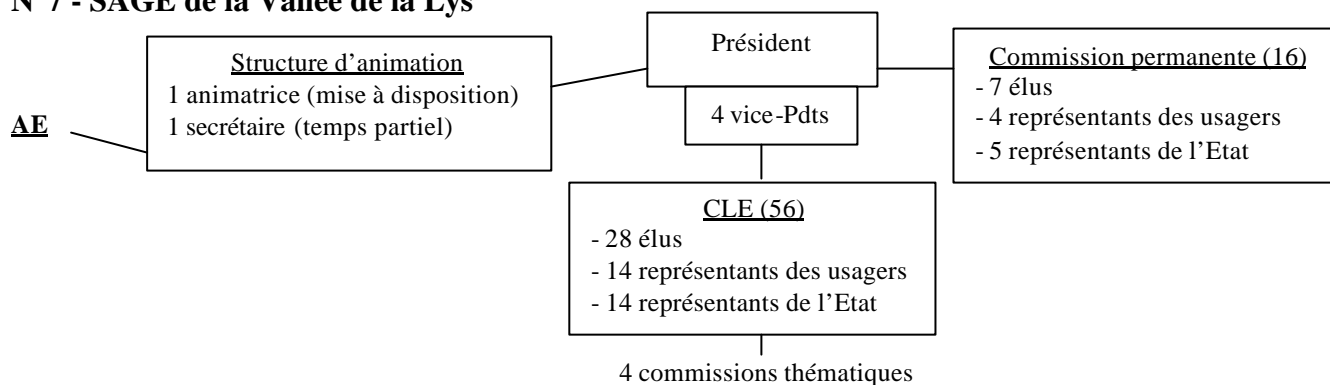 N°7 - SAGE de la Vallée de la Lys
Structure d'animation
1 animatrice (mise à disposition)
1 secrétaire (temps partiel)
AE
Président
4 vice-Pdts
Commission permanente (16)
- 7 élus
- 4 représentants des usagers
- 5 représentants de l'Etat
CLE (56)
- 28 élus
- 14 représentants des usagers
- 14 représentants de l'Etat
4 commissions thématiques